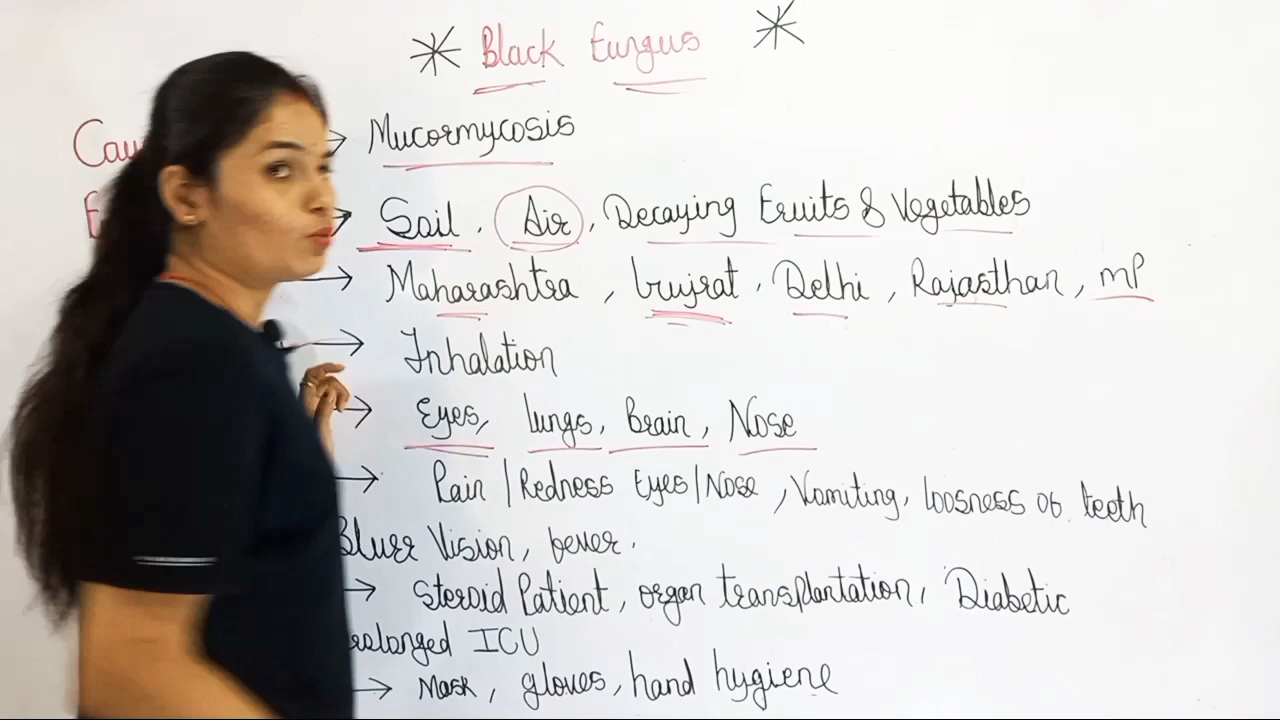 * Black Fungus *
Cau → Mucormycosis
→ Soil, Air, Decaying Fruits & Vegetables
→ Maharashtra, Gujrat, Delhi, Rajasthan, MP
→ Inhalation
→ Eyes, lungs, Brain, Nose
→ Pain / Redness Eyes / Nose, Vomiting, loosness of teeth
Blurr Vision, fever.
→ Steroid Patient, organ transplantation, Diabetic
rolonged ICU
→ Mask, gloves, hand hygiene